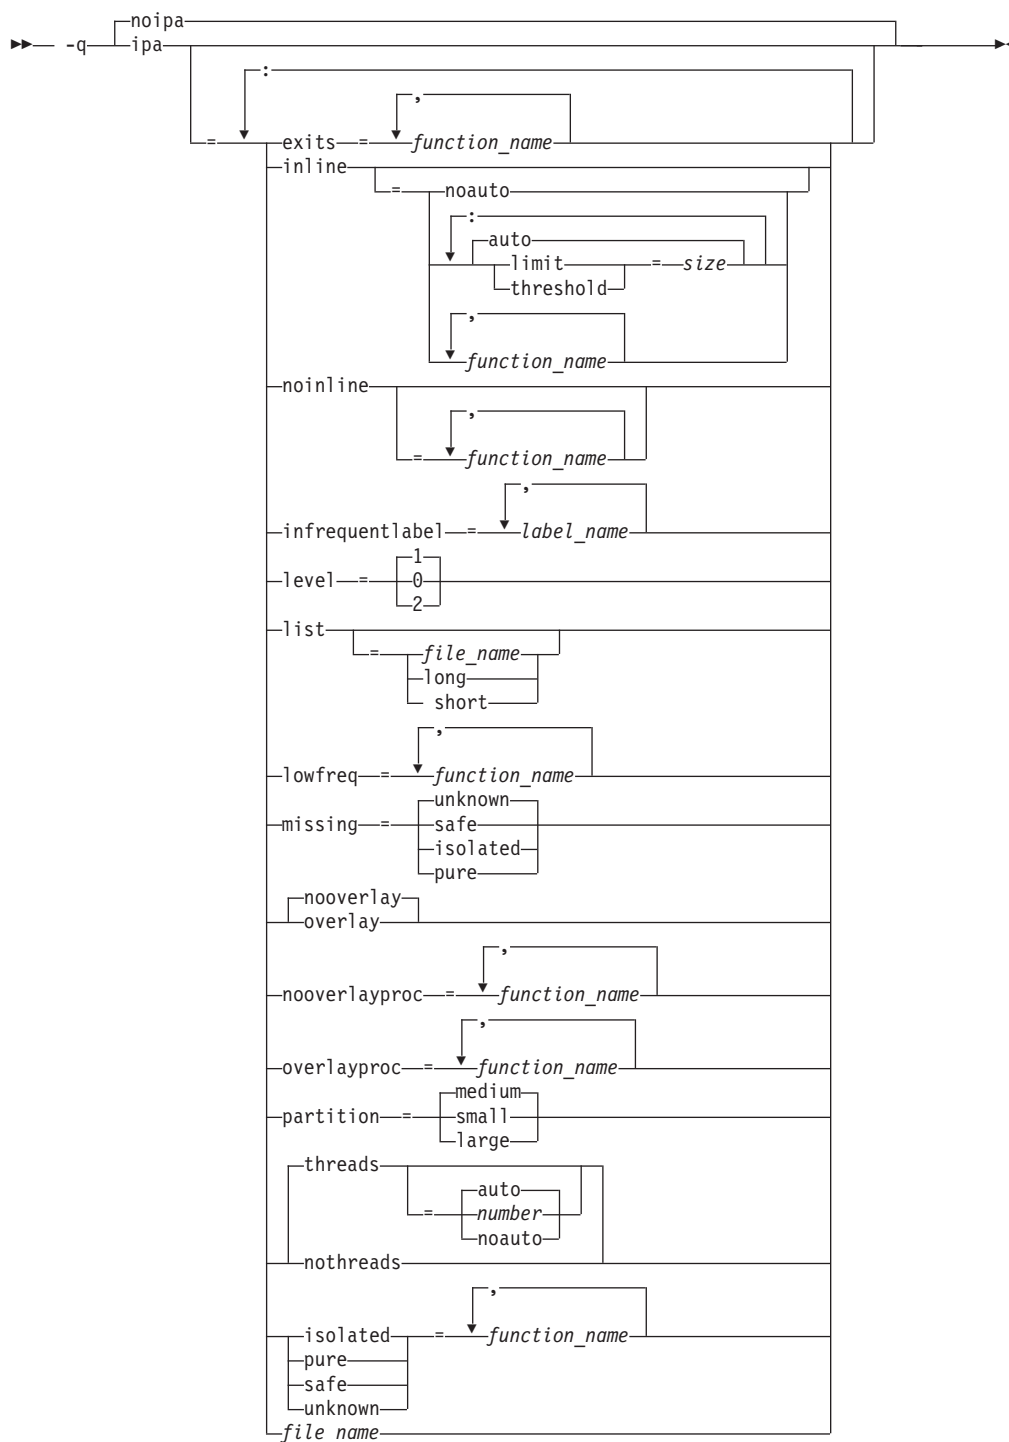 noipa
-q ipa
:
,
= exits = function_name
inline
= noauto
:
auto
limit = size
threshold
,
function_name
noinline
,
= function_name
,
infrequentlabel = label_name
1
level = 0
2
list
= file_name
long
short
,
lowfreq = function_name
unknown
missing = safe
isolated
pure
nooverlay
overlay
,
nooverlayproc = function_name
,
overlayproc = function_name
medium
partition = small
large
threads
auto
= number
noauto
nothreads
,
isolated = function_name
pure
safe
unknown
file_name